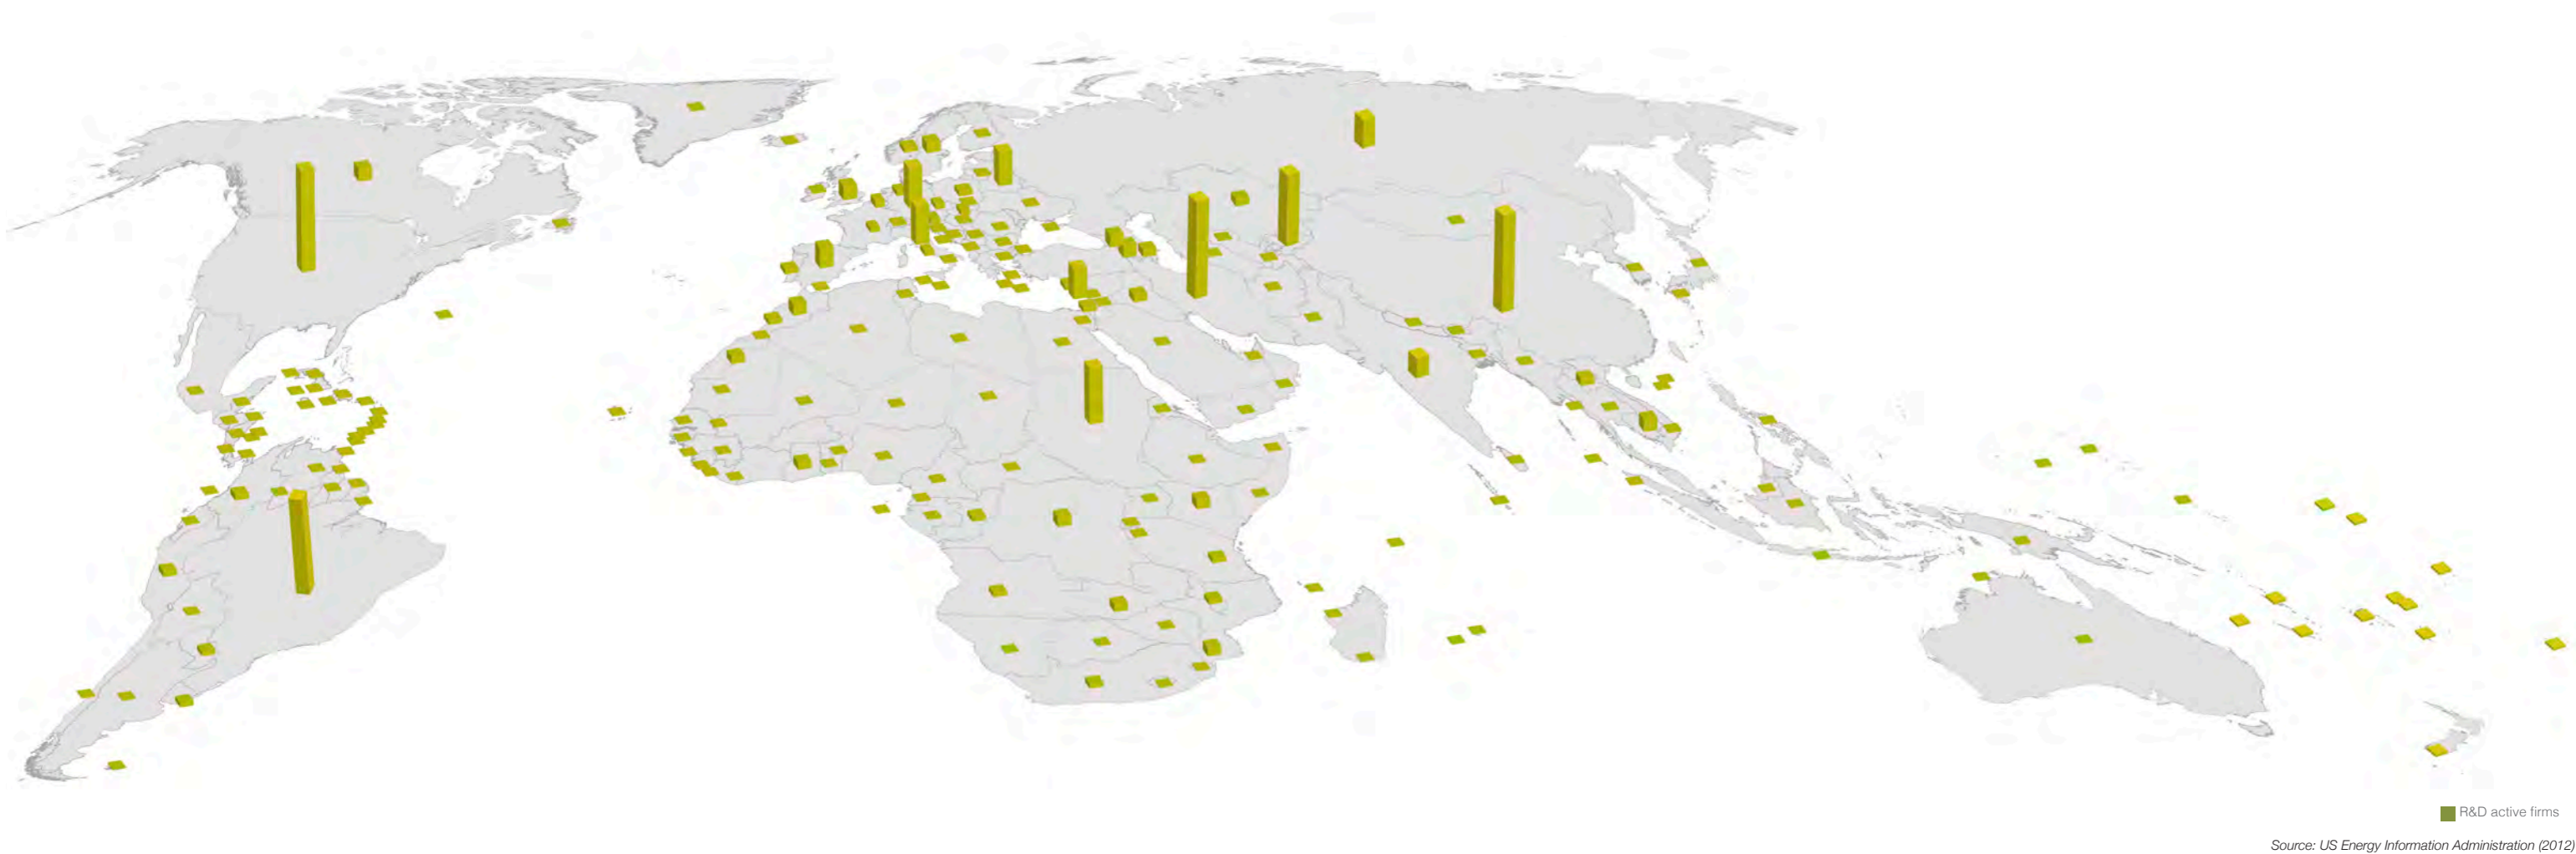 R&D active firms
Source: US Energy Information Administration (2012)